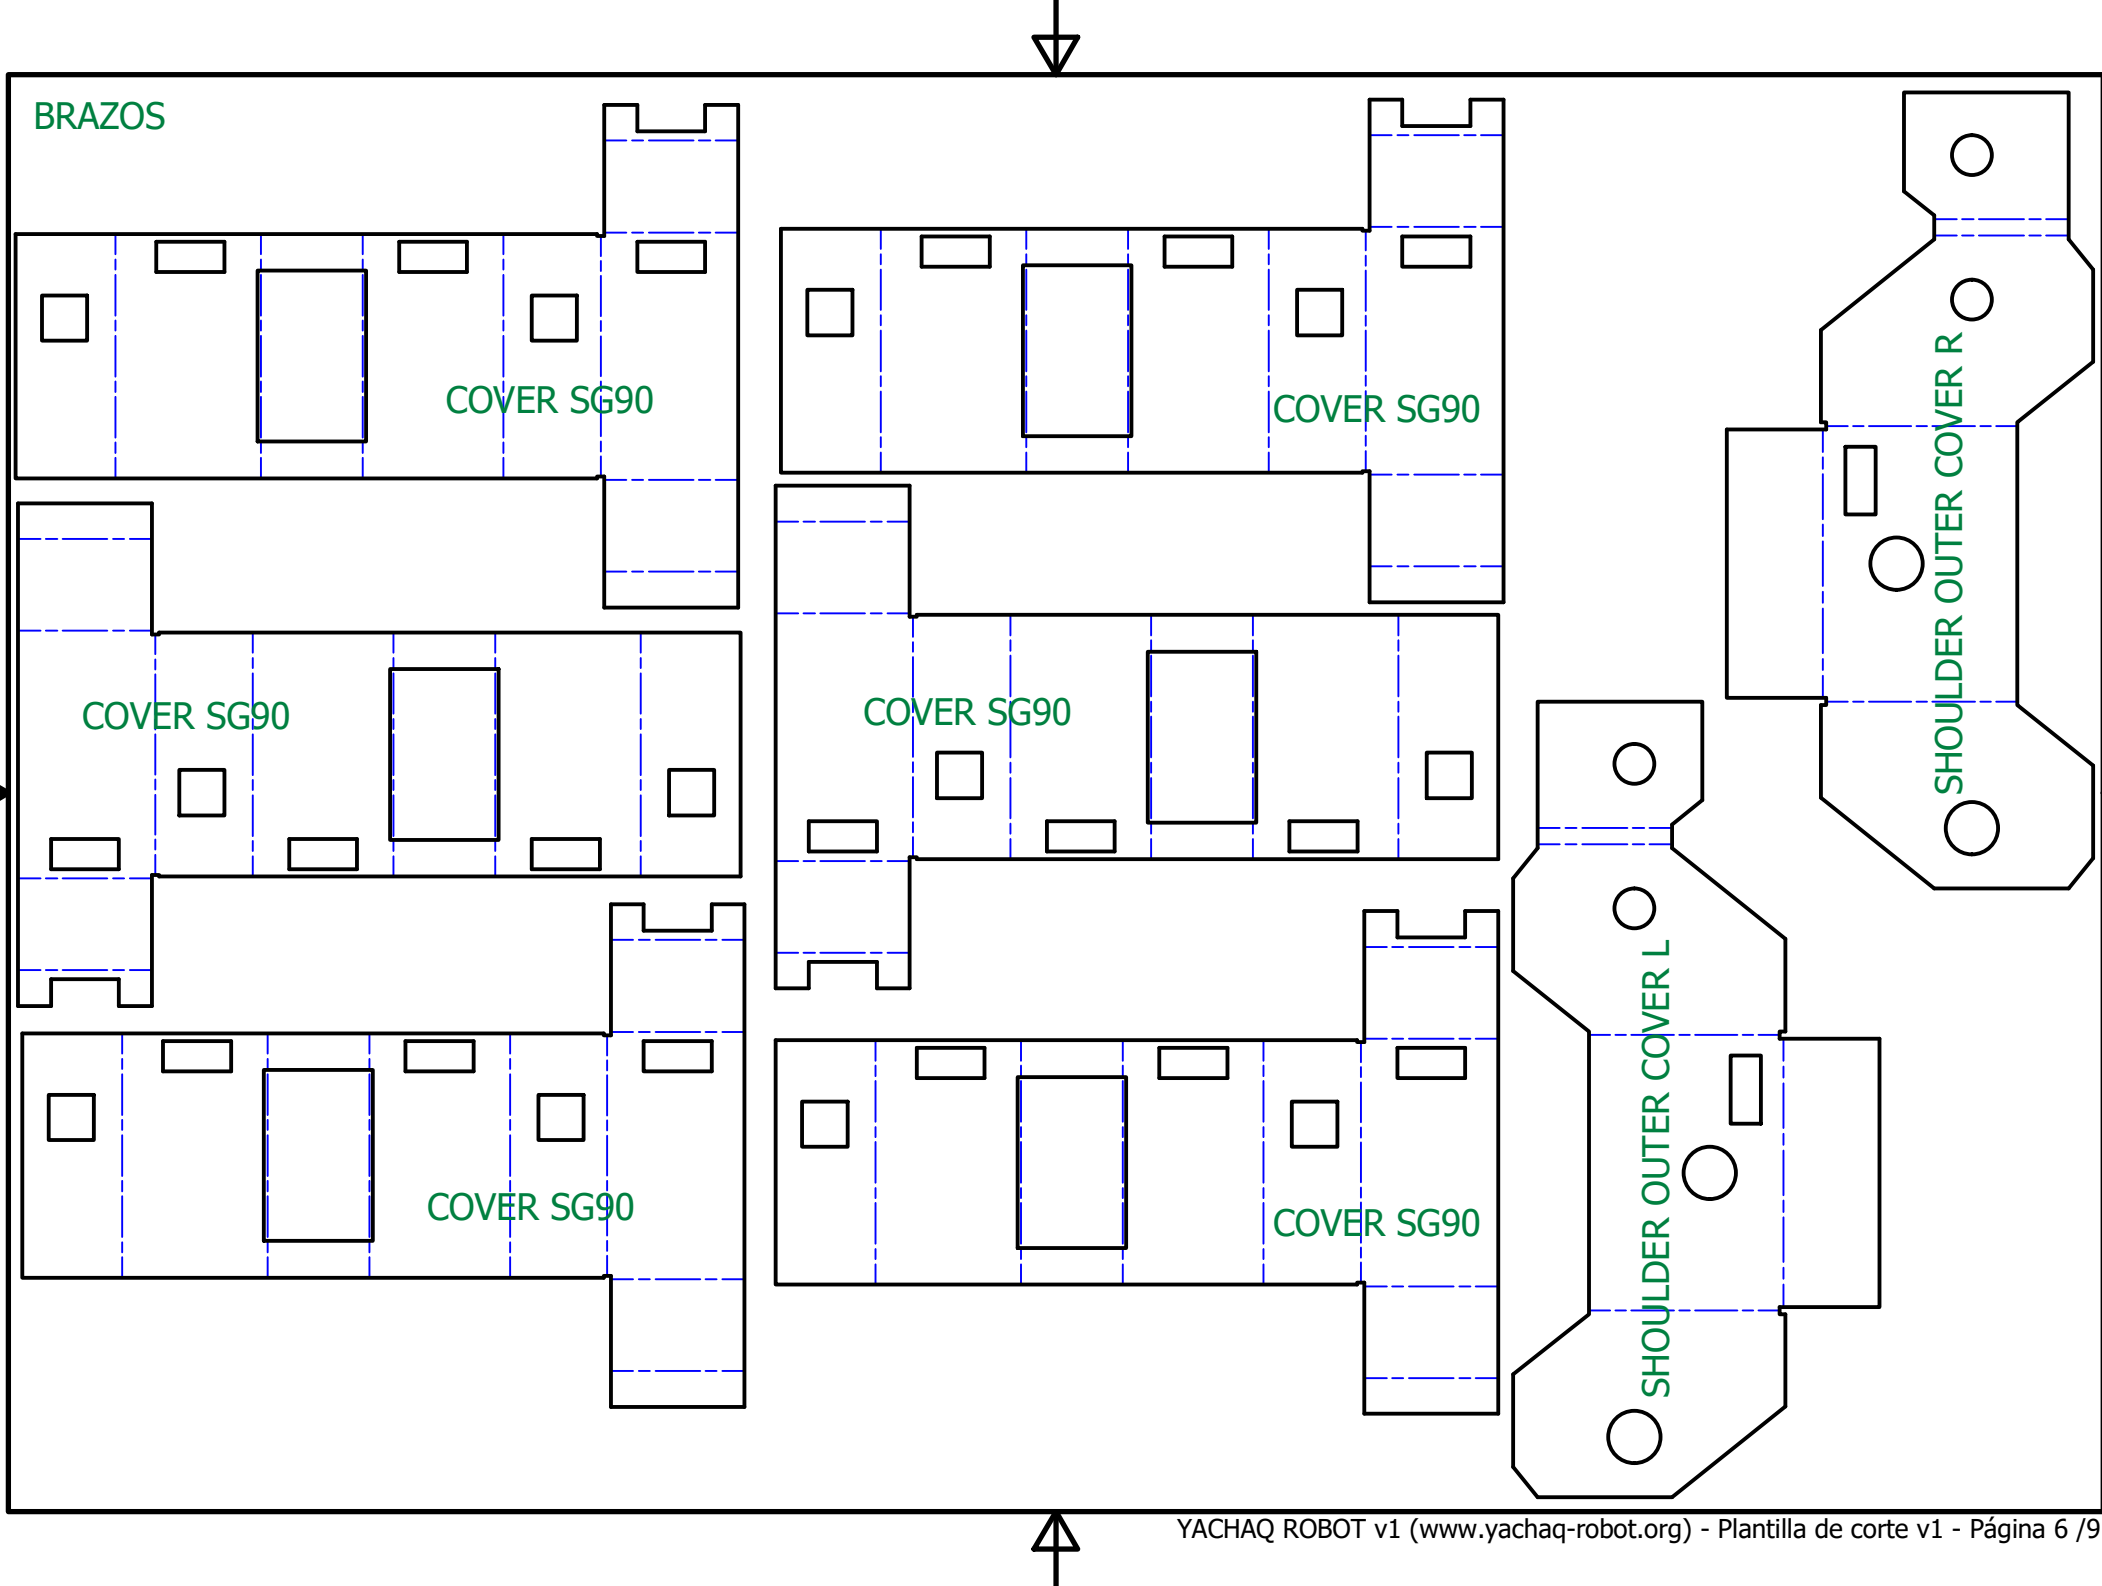 BRAZOS
COVER SG90
COVER SG90
SHOULDER OUTER COVER R
COVER SG90
COVER SG90
SHOULDER OUTER COVER L
COVER SG90
COVER SG90
YACHAQ ROBOT v1 (www.yachaq-robot.org) - Plantilla de corte v1 - Página 6 /9